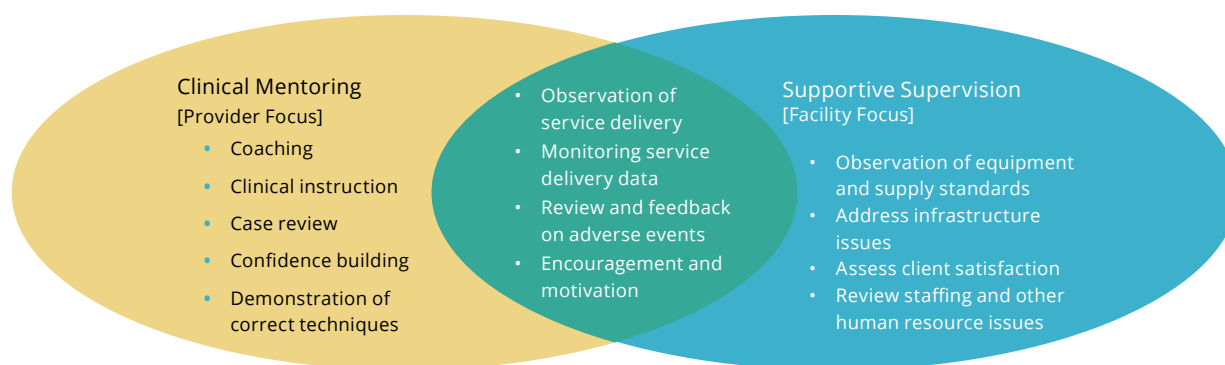 Clinical Mentoring
[Provider Focus]
• Coaching
• Clinical instruction
• Case review
• Confidence building
• Demonstration of
correct techniques
• Observation of
service delivery
• Monitoring service
delivery data
• Review and feedback
on adverse events
• Encouragement and
motivation
Supportive Supervision
[Facility Focus]
• Observation of equipment
and supply standards
• Address infrastructure
issues
• Assess client satisfaction
• Review staffing and other
human resource issues